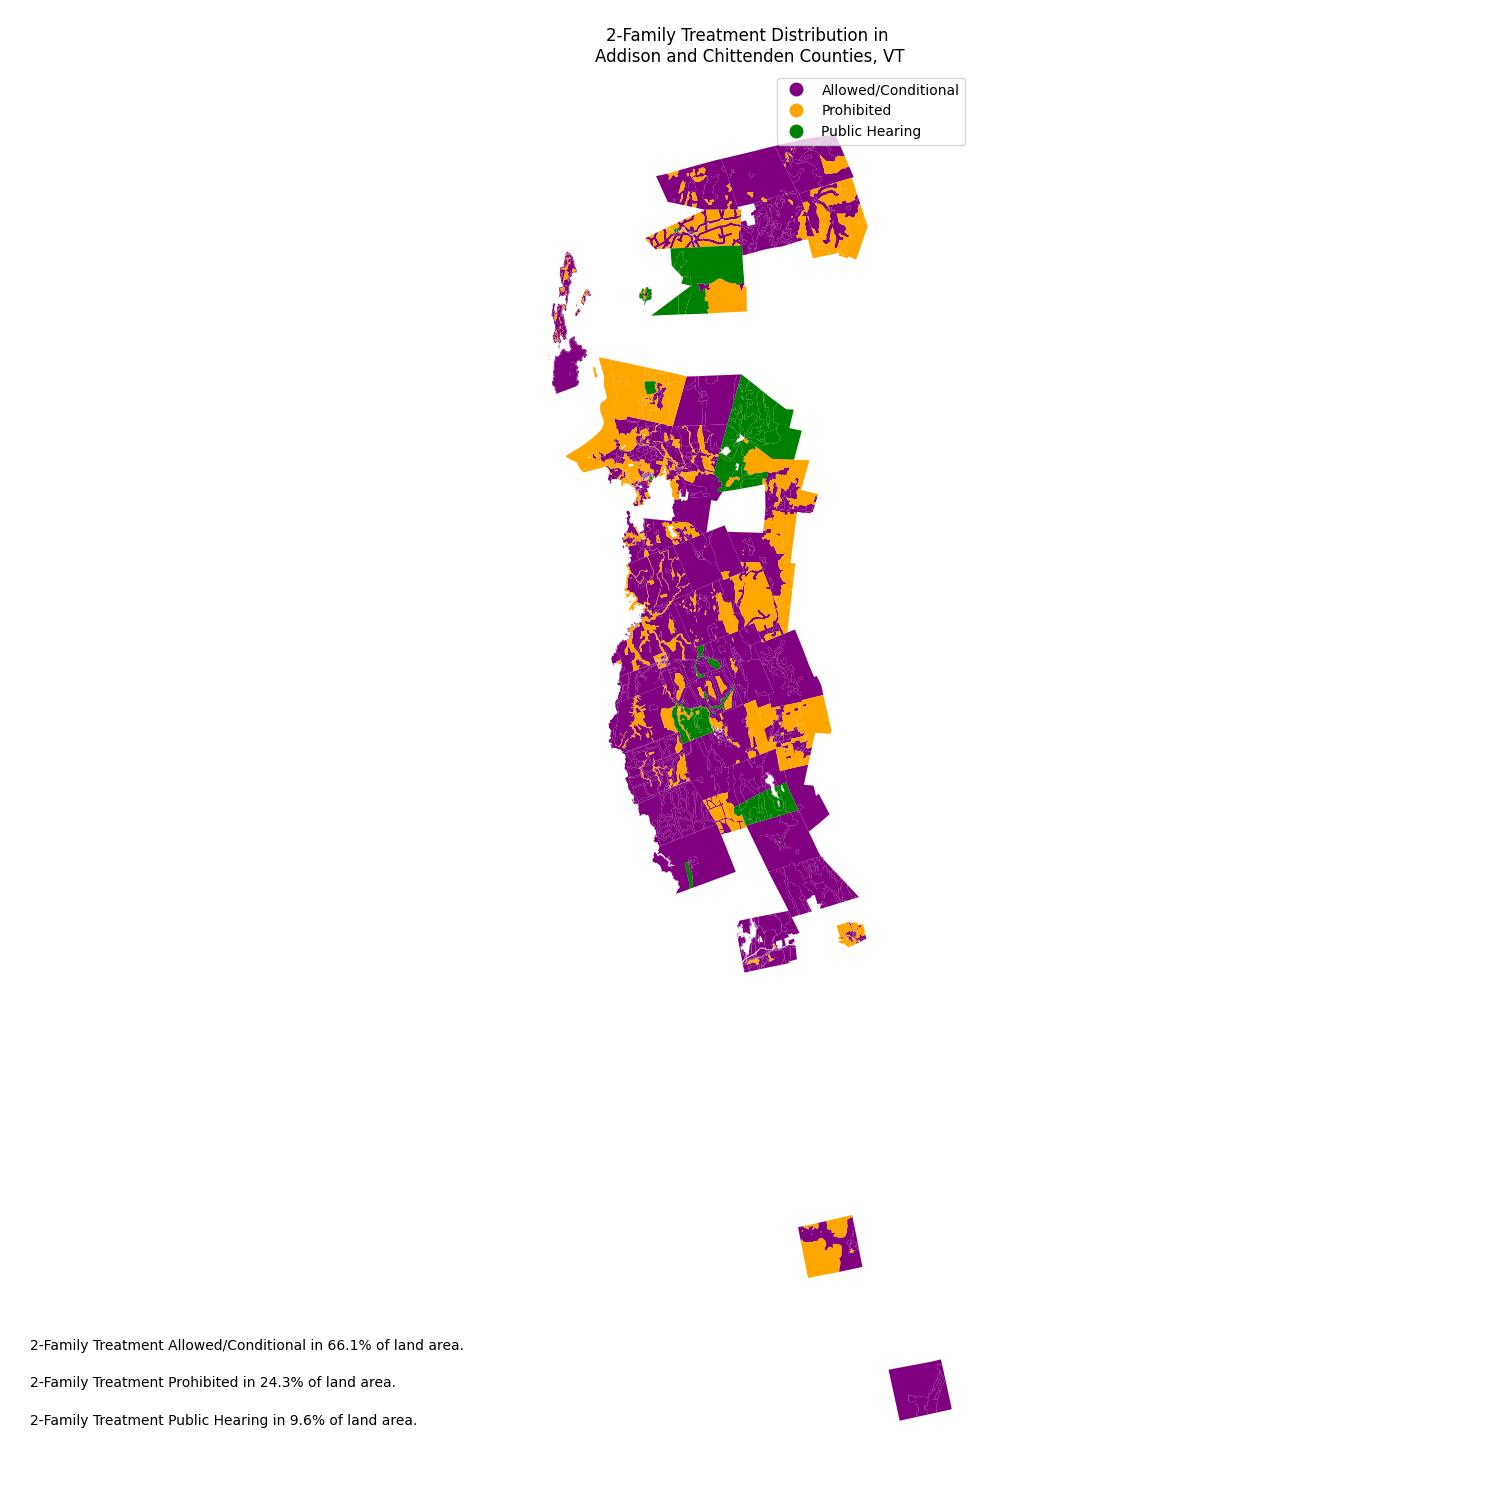 2-Family Treatment Distribution in
Addison and Chittenden Counties, VT
Allowed/Conditional
Prohibited
Public Hearing
2-Family Treatment Allowed/Conditional in 66.1% of land area.
2-Family Treatment Prohibited in 24.3% of land area.
2-Family Treatment Public Hearing in 9.6% of land area.